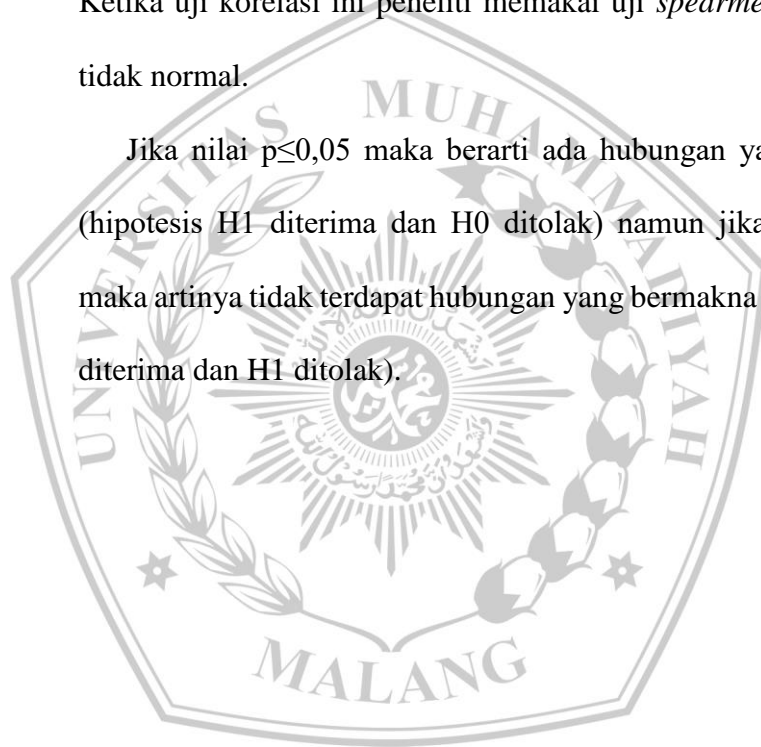 Ketika uji korelasi ini peneliti memakai uji spearme
tidak normal.
Jika nilai p≤0,05 maka berarti ada hubungan ya
(hipotesis H1 diterima dan H0 ditolak) namun jika
maka artinya tidak terdapat hubungan yang bermakna
diterima dan H1 ditolak).
UNIVERSITAS MUHAMMADIYAH
MALANG